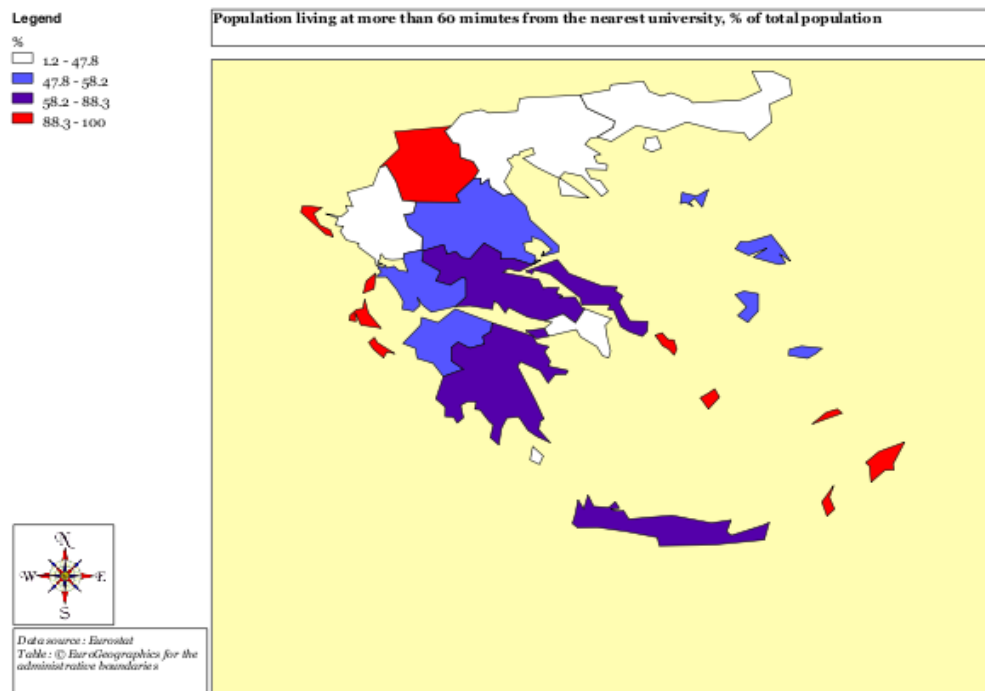 Legend
%
1.2 - 47.8
47.8 - 58.2
58.2 - 88.3
88.3 - 100
Population living at more than 60 minutes from the nearest university, % of total population
N
W E
S
Data source : Eurostat
Table : © EuroGeographics for the
administrative boundaries